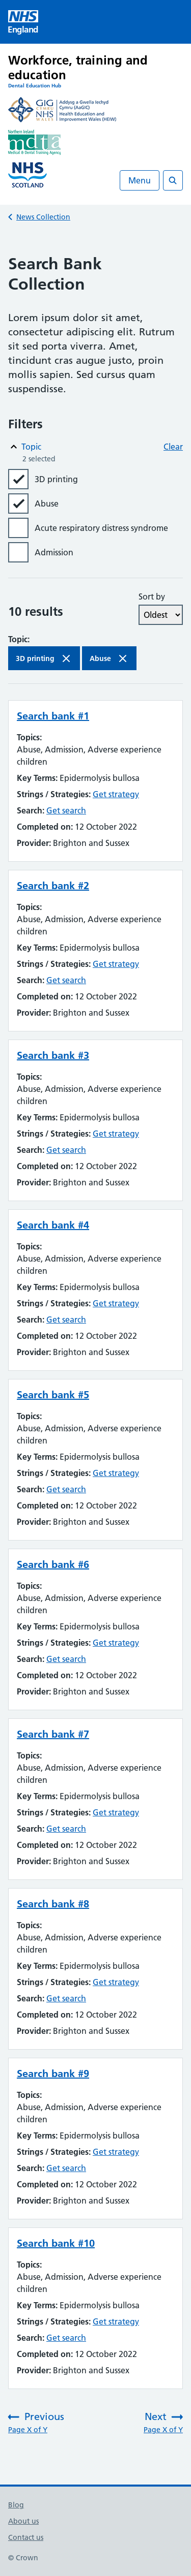 NHS
England
Workforce, training and
education
Dental Education Hub
GIG
CYMRU
NHS
WALES
Addysg a Gwella Iechyd
Cymru (AaGIC)
Health Education and
Improvement Wales (HEIW)
Northern Ireland
mdta
Medical & Dental Training Agency
NHS
SCOTLAND
Menu
News Collection
Search Bank
Collection
Lorem ipsum dolor sit amet,
consectetur adipiscing elit. Rutrum
sit sed porta viverra. Amet,
tincidunt cras augue justo, proin
mollis sapien. Sed cursus quam
suspendisse.
Filters
Topic
Clear
2 selected
3D printing
Abuse
Acute respiratory distress syndrome
Admission
10 results
Sort by
Oldest
Topic:
3D printing
Abuse
Search bank #1
Topics:
Abuse, Admission, Adverse experience
children
Key Terms: Epidermolysis bullosa
Strings / Strategies: Get strategy
Search: Get search
Completed on: 12 October 2022
Provider: Brighton and Sussex
Search bank #2
Topics:
Abuse, Admission, Adverse experience
children
Key Terms: Epidermolysis bullosa
Strings / Strategies: Get strategy
Search: Get search
Completed on: 12 October 2022
Provider: Brighton and Sussex
Search bank #3
Topics:
Abuse, Admission, Adverse experience
children
Key Terms: Epidermolysis bullosa
Strings / Strategies: Get strategy
Search: Get search
Completed on: 12 October 2022
Provider: Brighton and Sussex
Search bank #4
Topics:
Abuse, Admission, Adverse experience
children
Key Terms: Epidermolysis bullosa
Strings / Strategies: Get strategy
Search: Get search
Completed on: 12 October 2022
Provider: Brighton and Sussex
Search bank #5
Topics:
Abuse, Admission, Adverse experience
children
Key Terms: Epidermolysis bullosa
Strings / Strategies: Get strategy
Search: Get search
Completed on: 12 October 2022
Provider: Brighton and Sussex
Search bank #6
Topics:
Abuse, Admission, Adverse experience
children
Key Terms: Epidermolysis bullosa
Strings / Strategies: Get strategy
Search: Get search
Completed on: 12 October 2022
Provider: Brighton and Sussex
Search bank #7
Topics:
Abuse, Admission, Adverse experience
children
Key Terms: Epidermolysis bullosa
Strings / Strategies: Get strategy
Search: Get search
Completed on: 12 October 2022
Provider: Brighton and Sussex
Search bank #8
Topics:
Abuse, Admission, Adverse experience
children
Key Terms: Epidermolysis bullosa
Strings / Strategies: Get strategy
Search: Get search
Completed on: 12 October 2022
Provider: Brighton and Sussex
Search bank #9
Topics:
Abuse, Admission, Adverse experience
children
Key Terms: Epidermolysis bullosa
Strings / Strategies: Get strategy
Search: Get search
Completed on: 12 October 2022
Provider: Brighton and Sussex
Search bank #10
Topics:
Abuse, Admission, Adverse experience
children
Key Terms: Epidermolysis bullosa
Strings / Strategies: Get strategy
Search: Get search
Completed on: 12 October 2022
Provider: Brighton and Sussex
Previous
Page X of Y
Next
Page X of Y
Blog
About us
Contact us
© Crown